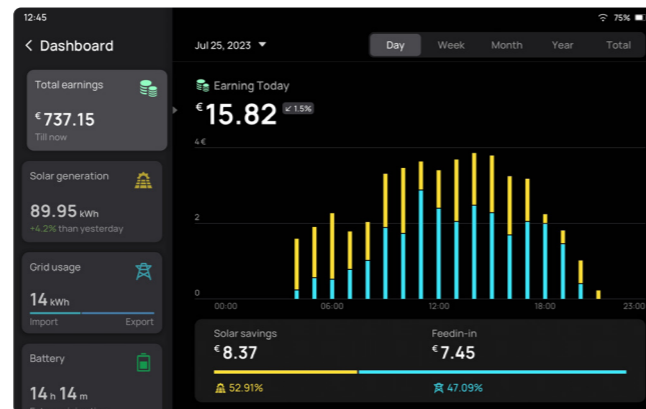 12:45
75%
Dashboard
Jul 25, 2023
Day Week Month Year Total
Total earnings
€737.15
Till now
Solar generation
89.95 kWh
+4.2% than yesterday
Grid usage
14 kWh
Import Export
Battery
14 h 14 m
Earning Today
€15.82
1.5%
4 €
2
0
00:00 06:00 12:00 18:00 23:00
Solar savings
€8.37
52.91%
Feedin-in
€7.45
47.09%